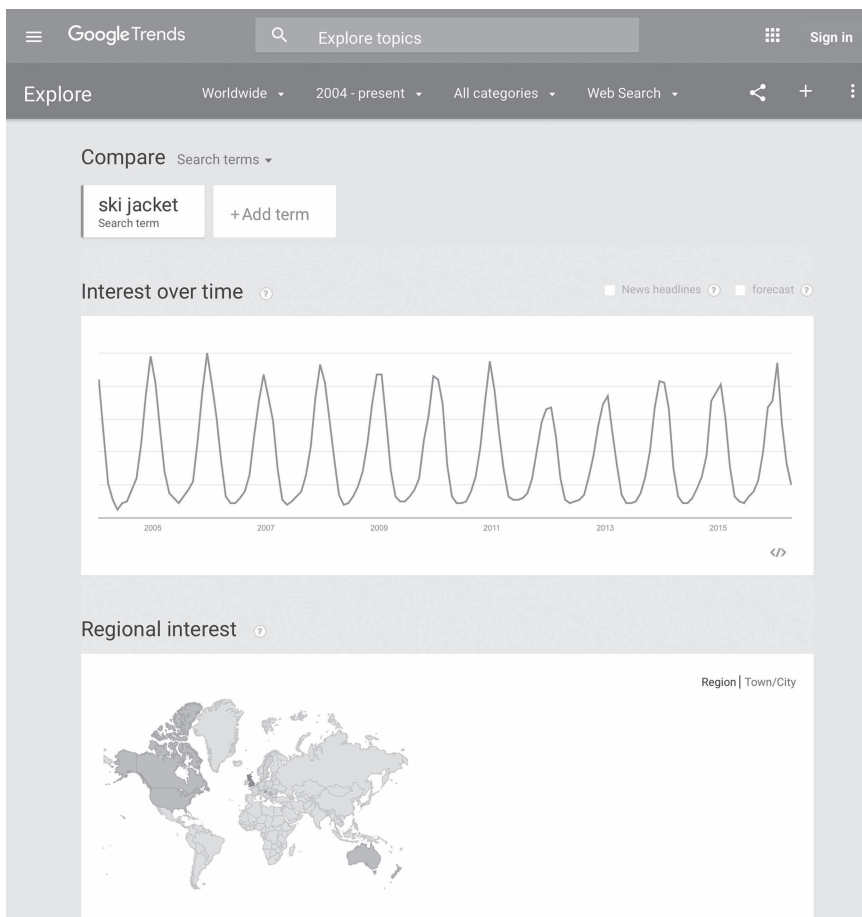 GoogleTrends
Explore topics
Sign in
Explore
Worldwide
2004 - present
All categories
Web Search
Compare Search terms
ski jacket
Search term
+Add term
Interest over time ?
News headlines ? forecast ?
2005 2007 2009 2011 2013 2015
</>
Regional interest ?
Region | Town/City